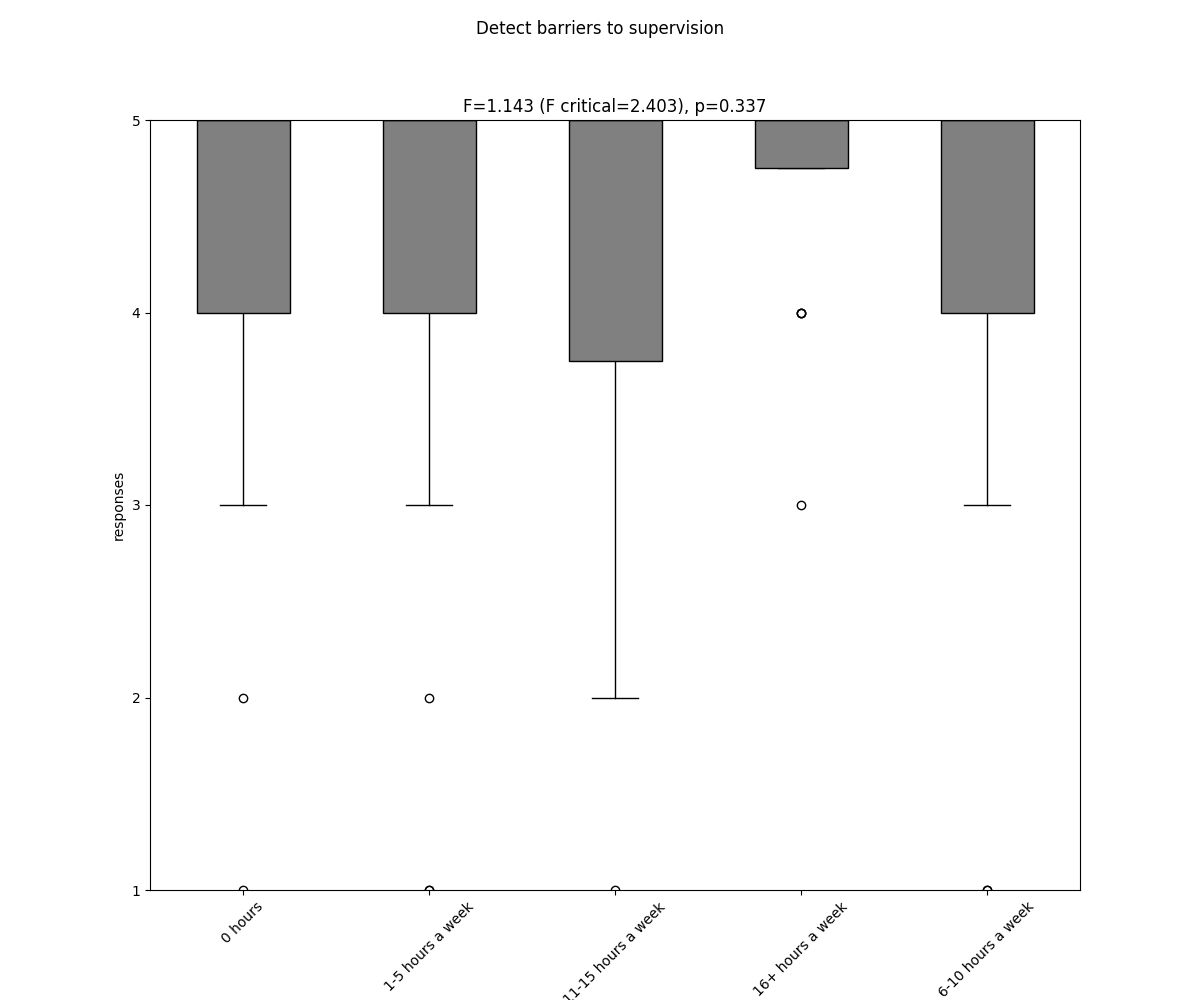 Detect barriers to supervision
F=1.143 (F critical=2.403), p=0.337
responses
5
4
3
2
1
0 hours
1-5 hours a week
11-15 hours a week
16+ hours a week
6-10 hours a week